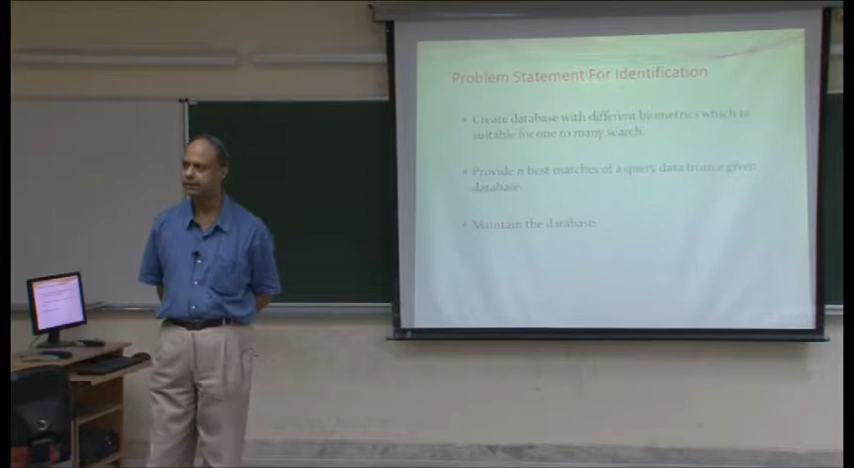 Problem Statement For Identification
Create database with different biometrics which is
suitable for one to many search.
Provide n best matches of a query data from a given
database.
Maintain the database.